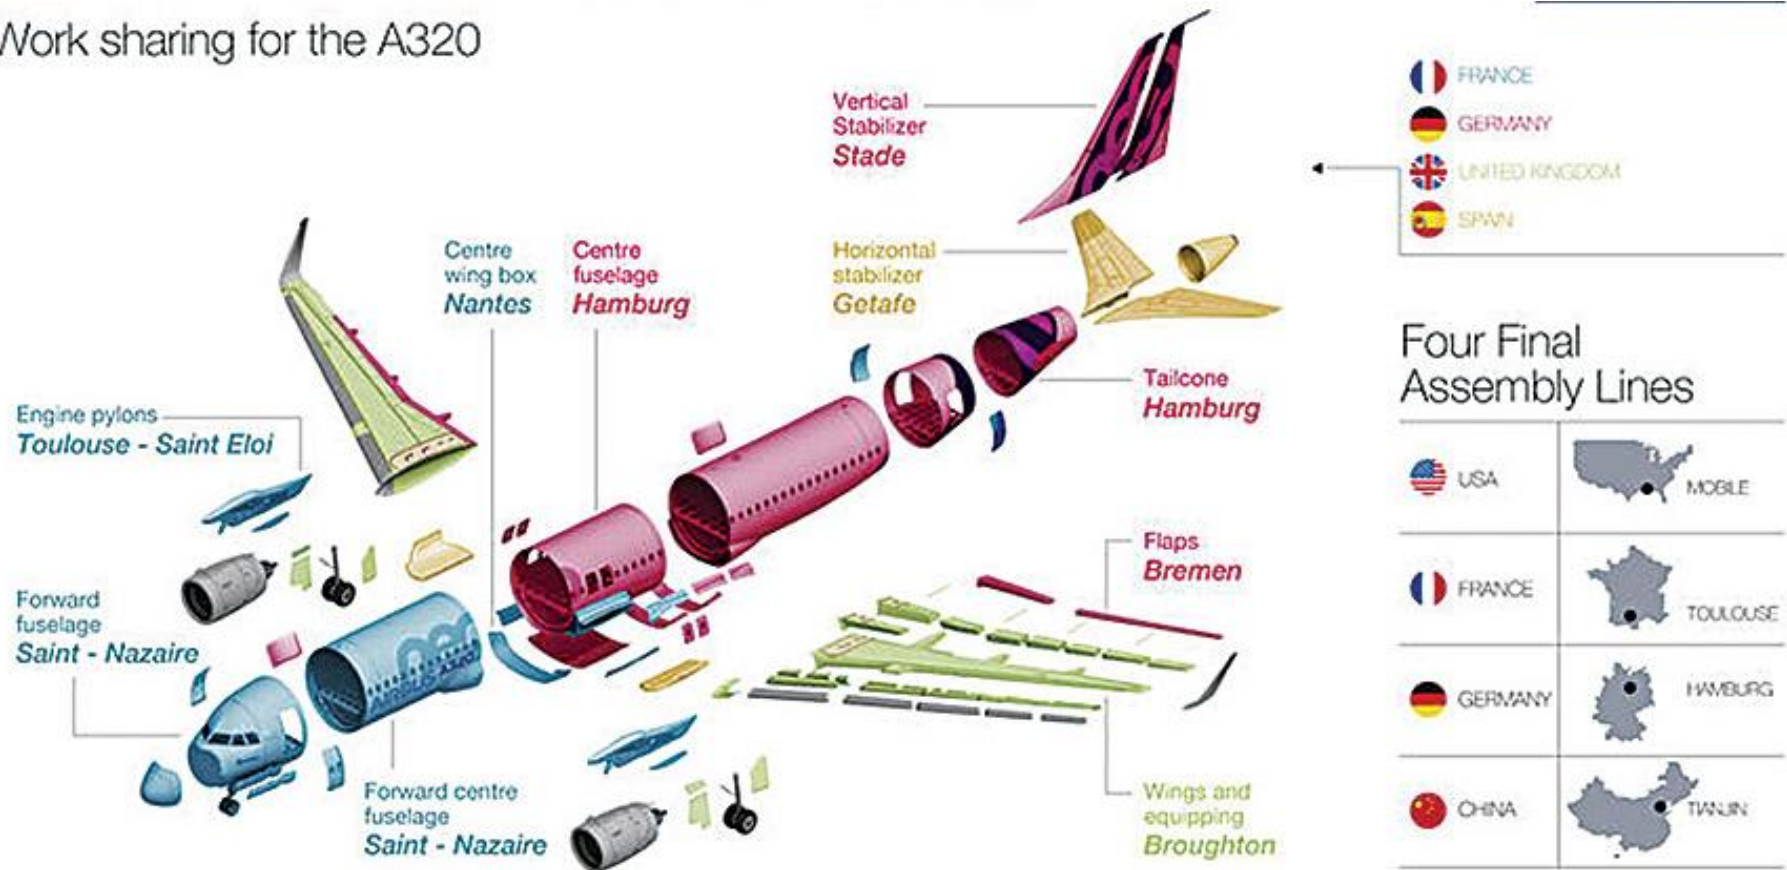 Work sharing for the A320
Vertical
Stabilizer
Stade
FRANCE
GERMANY
UNITED KINGDOM
SPAIN
Centre
wing box
Nantes
Centre
fuselage
Hamburg
Horizontal
stabilizer
Getafe
Four Final
Assembly Lines
Tailcone
Hamburg
Engine pylons
Toulouse - Saint Eloi
USA
MOBILE
Flaps
Bremen
FRANCE
TOULOUSE
Forward
fuselage
Saint - Nazaire
AIRBUS A320
GERMANY
HAMBURG
Forward centre
fuselage
Saint - Nazaire
Wings and
equipping
Broughton
CHINA
TIANJIN